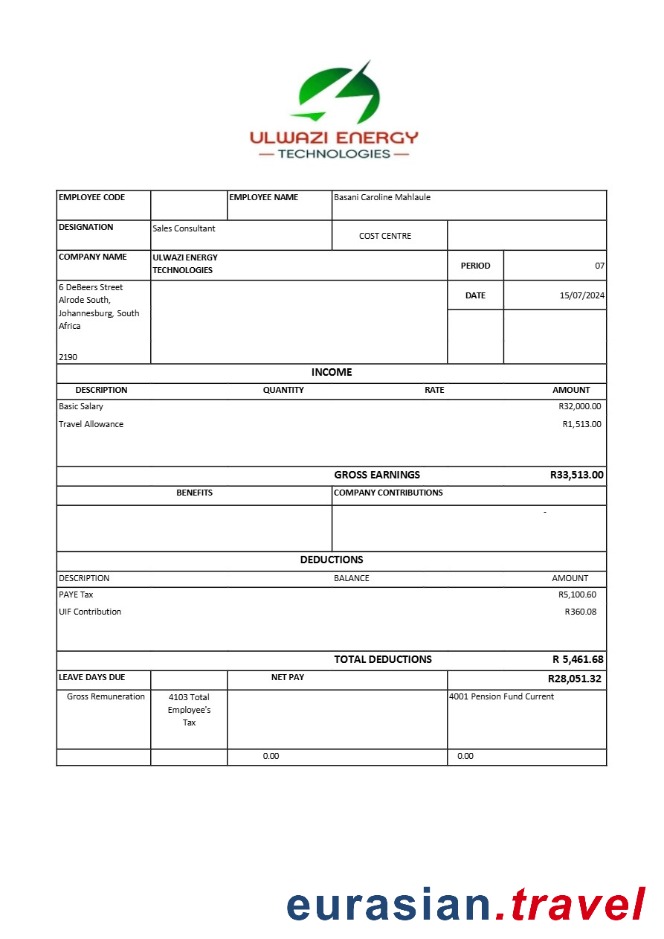 ULWAZI ENERGY
TECHNOLOGIES
EMPLOYEE CODE EMPLOYEE NAME Basani Caroline Mahlaule
DESIGNATION Sales Consultant COST CENTRE
COMPANY NAME ULWAZI ENERGY
TECHNOLOGIES
PERIOD 07
6 DeBeers Street
Alrode South,
Johannesburg, South
Africa
2190
DATE 15/07/2024
INCOME
DESCRIPTION QUANTITY RATE AMOUNT
Basic Salary R32,000.00
Travel Allowance R1,513.00
GROSS EARNINGS R33,513.00
BENEFITS COMPANY CONTRIBUTIONS
-
DEDUCTIONS
DESCRIPTION BALANCE AMOUNT
PAYE Tax R5,100.60
UIF Contribution R360.08
TOTAL DEDUCTIONS R 5,461.68
LEAVE DAYS DUE NET PAY R28,051.32
Gross Remuneration 4103 Total
Employee's
Tax
4001 Pension Fund Current
0.00 0.00
eurasian.travel